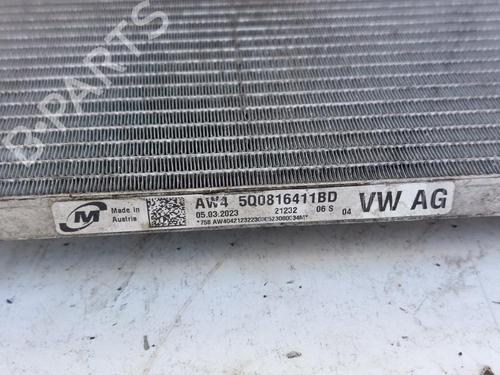 B-PARTS
M
Made in
Austria
AW4 5Q0816411BD
05.03.2023 21232 06 S 04
VW AG